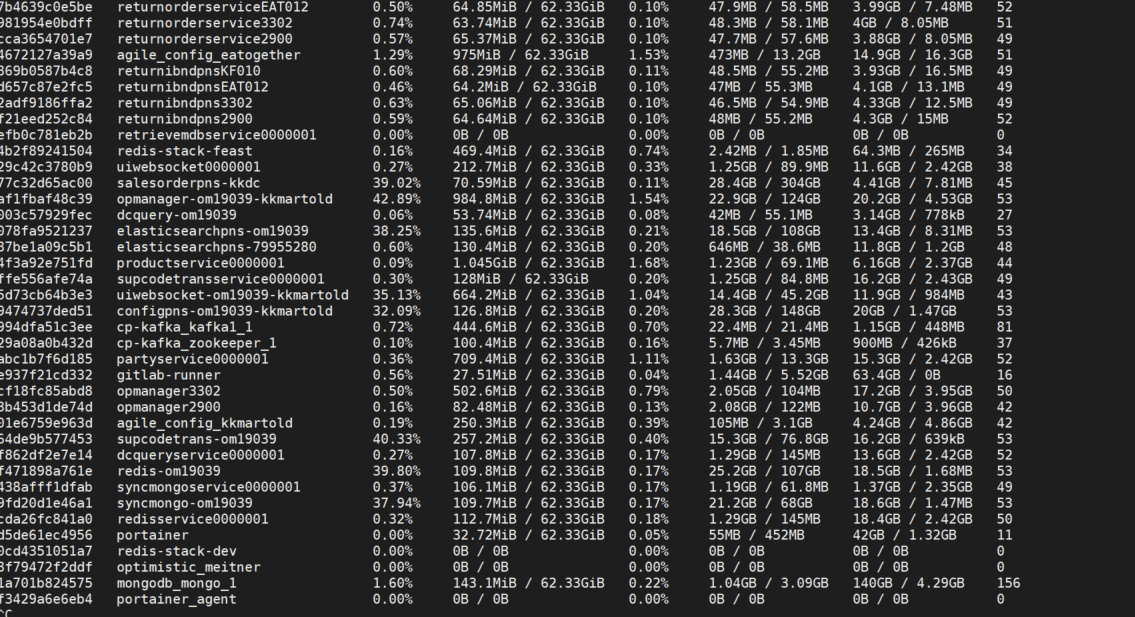 7b4639c0e5be returnorderserviceEAT012 0.50% 64.85MiB / 62.33GiB 0.10% 47.9MB / 58.5MB 3.99GB / 7.48MB 52
981954e0bdff returnorderservice3302 0.74% 63.74MiB / 62.33GiB 0.10% 48.3MB / 58.1MB 4GB / 8.05MB 51
cca3654701e7 returnorderservice2900 0.57% 65.37MiB / 62.33GiB 0.10% 47.7MB / 57.6MB 3.88GB / 8.05MB 49
4672127a39a9 agile_config_eatogether 1.29% 975MiB / 62.33GiB 1.53% 473MB / 13.2GB 14.9GB / 16.3GB 51
869b0587b4c8 returnibndpnsKF010 0.60% 68.29MiB / 62.33GiB 0.11% 48.5MB / 55.2MB 3.93GB / 16.5MB 49
d657c87e2fc5 returnibndpnsEAT012 0.46% 64.2MiB / 62.33GiB 0.10% 47MB / 55.3MB 4.1GB / 13.1MB 49
2adf9186ffa2 returnibndpns3302 0.63% 65.06MiB / 62.33GiB 0.10% 46.5MB / 54.9MB 4.33GB / 12.5MB 49
f21eed252c84 returnibndpns2900 0.59% 64.64MiB / 62.33GiB 0.10% 48MB / 55.2MB 4.3GB / 15MB 52
efb0c781eb2b retrievemdbservice0000001 0.00% 0B / 0B 0.00% 0B / 0B 0B / 0B 0
4b2f89241504 redis-stack-feast 0.16% 469.4MiB / 62.33GiB 0.74% 2.42MB / 1.85MB 64.3MB / 265MB 34
29c42c3780b9 uiwebsocket0000001 0.27% 212.7MiB / 62.33GiB 0.33% 1.25GB / 89.9MB 11.6GB / 2.42GB 38
77c32d65ac00 salesorderpns-kkdc 39.02% 70.59MiB / 62.33GiB 0.11% 28.4GB / 304GB 4.41GB / 7.81MB 45
af1fbaf48c39 opmanager-om19039-kkmartold 42.89% 984.8MiB / 62.33GiB 1.54% 22.9GB / 124GB 20.2GB / 4.53GB 53
003c57929fec dcquery-om19039 0.06% 53.74MiB / 62.33GiB 0.08% 42MB / 55.1MB 3.14GB / 778kB 27
078fa9521237 elasticsearchpns-om19039 38.25% 135.6MiB / 62.33GiB 0.21% 18.5GB / 108GB 13.4GB / 8.31MB 53
87be1a09c5b1 elasticsearchpns-79955280 0.60% 130.4MiB / 62.33GiB 0.20% 646MB / 38.6MB 11.8GB / 1.2GB 48
4f3a92e751fd productservice0000001 0.09% 1.045GiB / 62.33GiB 1.68% 1.23GB / 69.1MB 6.16GB / 2.37GB 44
ffe556afe74a supcodetransservice0000001 0.30% 128MiB / 62.33GiB 0.20% 1.25GB / 84.8MB 16.2GB / 2.43GB 49
5d73cb64b3e3 uiwebsocket-om19039-kkmartold 35.13% 664.2MiB / 62.33GiB 1.04% 14.4GB / 45.2GB 11.9GB / 984MB 43
9474737ded51 configpns-om19039-kkmartold 32.09% 126.8MiB / 62.33GiB 0.20% 28.3GB / 148GB 20GB / 1.47GB 53
994dfa51c3ee cp-kafka_kafka1_1 0.72% 444.6MiB / 62.33GiB 0.70% 22.4MB / 21.4MB 1.15GB / 448MB 81
29a08a0b432d cp-kafka_zookeeper_1 0.10% 100.4MiB / 62.33GiB 0.16% 5.7MB / 3.45MB 900MB / 426kB 37
abc1b7f6d185 partyservice0000001 0.36% 709.4MiB / 62.33GiB 1.11% 1.63GB / 13.3GB 15.3GB / 2.42GB 52
e937f21cd332 gitlab-runner 0.56% 27.51MiB / 62.33GiB 0.04% 1.44GB / 5.52GB 63.4GB / 0B 16
cf18fc85abd8 opmanager3302 0.50% 502.6MiB / 62.33GiB 0.79% 2.05GB / 104MB 17.2GB / 3.95GB 50
3b453d1de74d opmanager2900 0.16% 82.48MiB / 62.33GiB 0.13% 2.08GB / 122MB 10.7GB / 3.96GB 42
01e6759e963d agile_config_kkmartold 0.19% 250.3MiB / 62.33GiB 0.39% 105MB / 3.1GB 4.24GB / 4.86GB 42
64de9b577453 supcodetrans-om19039 40.33% 257.2MiB / 62.33GiB 0.40% 15.3GB / 76.8GB 16.2GB / 639kB 53
f862df2e7e14 dcqueryservice0000001 0.27% 107.8MiB / 62.33GiB 0.17% 1.29GB / 145MB 13.6GB / 2.42GB 52
f471898a761e redis-om19039 39.80% 109.8MiB / 62.33GiB 0.17% 25.2GB / 107GB 18.5GB / 1.68MB 53
438afff1dfab syncmongoservice0000001 0.37% 106.1MiB / 62.33GiB 0.17% 1.19GB / 61.8MB 1.37GB / 2.35GB 49
9fd20d1e46a1 syncmongo-om19039 37.94% 109.7MiB / 62.33GiB 0.17% 21.2GB / 68GB 18.6GB / 1.47MB 53
cda26fc841a0 redisservice0000001 0.32% 112.7MiB / 62.33GiB 0.18% 1.29GB / 145MB 18.4GB / 2.42GB 50
d5de61ec4956 portainer 0.00% 32.72MiB / 62.33GiB 0.05% 55MB / 452MB 42GB / 1.32GB 11
0cd4351051a7 redis-stack-dev 0.00% 0B / 0B 0.00% 0B / 0B 0B / 0B 0
8f79472f2ddf optimistic_meitner 0.00% 0B / 0B 0.00% 0B / 0B 0B / 0B 0
1a701b824575 mongodb_mongo_1 1.60% 143.1MiB / 62.33GiB 0.22% 1.04GB / 3.09GB 140GB / 4.29GB 156
f3429a6e6eb4 portainer_agent 0.00% 0B / 0B 0.00% 0B / 0B 0B / 0B 0
^C